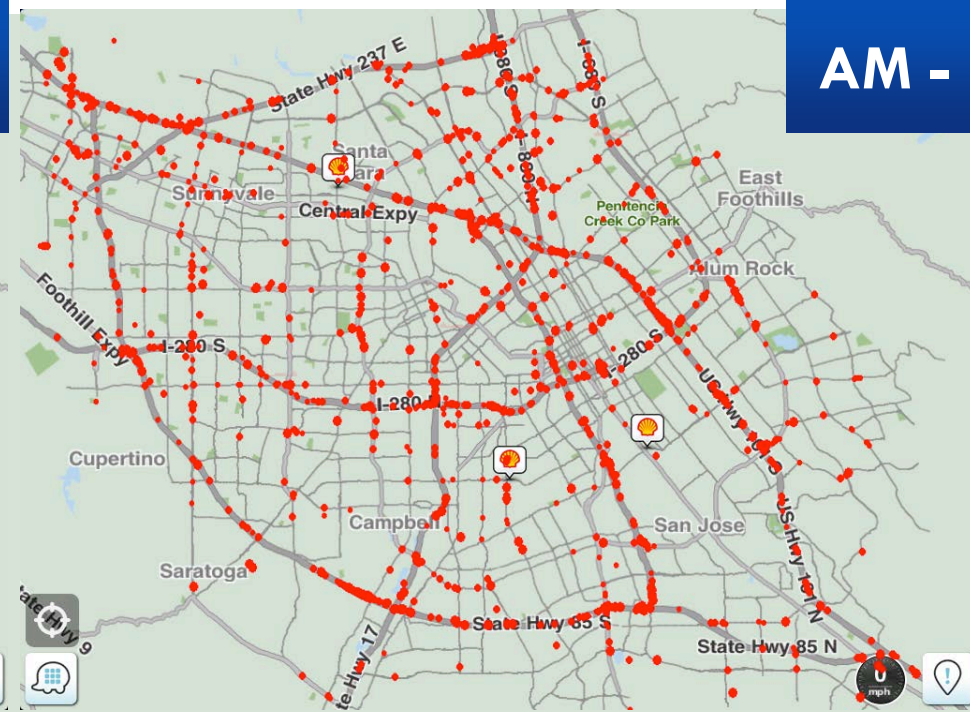 AM -
State Hwy 237 E
I-880 S
I-680 S
I-880 N
Santa
Clara
Sunnyvale
East
Foothills
Penitencia
Creek Co Park
Central Expy
Alum Rock
Foothill Expy
I-280 S
I-280 S
I-280 N
US Hwy 101 S
Cupertino
Campbell
San Jose
US Hwy 101 N
Saratoga
State Hwy 9
State Hwy 85 S
State Hwy 85 N
te Hwy 17
0
mph